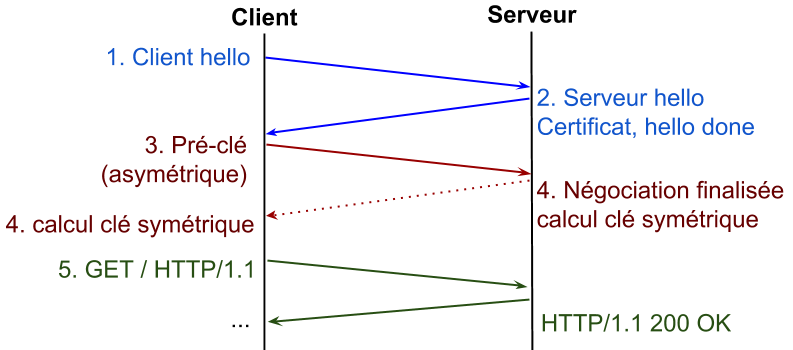 Client
Serveur
1. Client hello
2. Serveur hello
Certificat, hello done
3. Pré-clé
(asymétrique)
4. Négociation finalisée
calcul clé symétrique
4. calcul clé symétrique
5. GET / HTTP/1.1
...
HTTP/1.1 200 OK